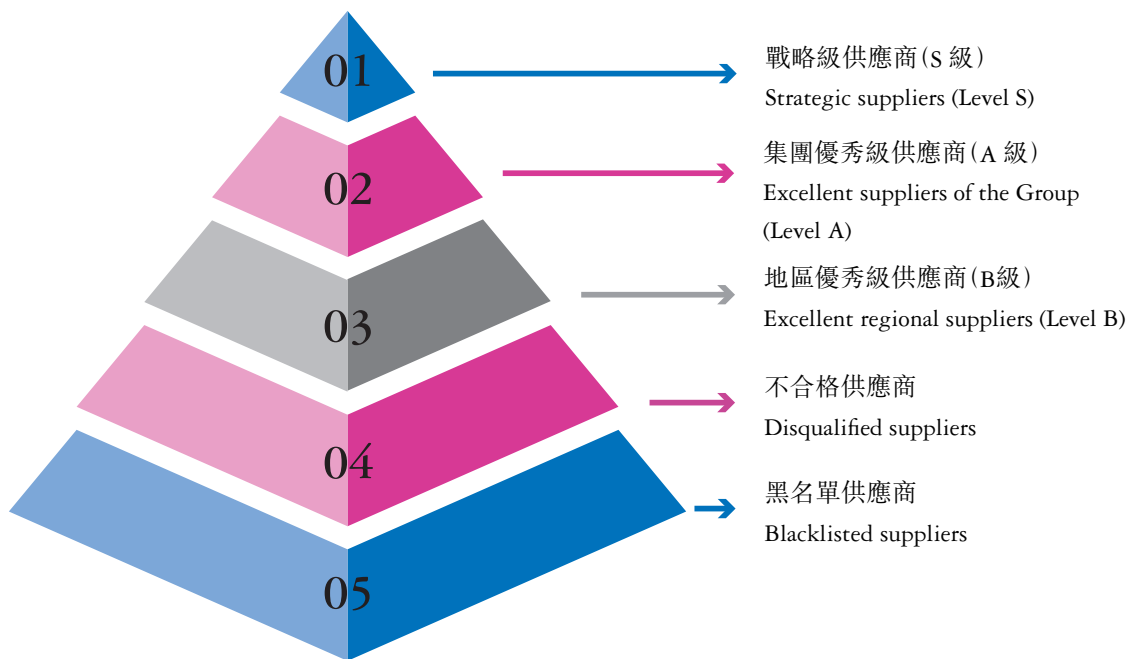 01
戰略級供應商(S 級)
Strategic suppliers (Level S)
02
集團優秀級供應商(A 級)
Excellent suppliers of the Group
(Level A)
03
地區優秀級供應商(B級)
Excellent regional suppliers (Level B)
04
不合格供應商
Disqualified suppliers
05
黑名單供應商
Blacklisted suppliers